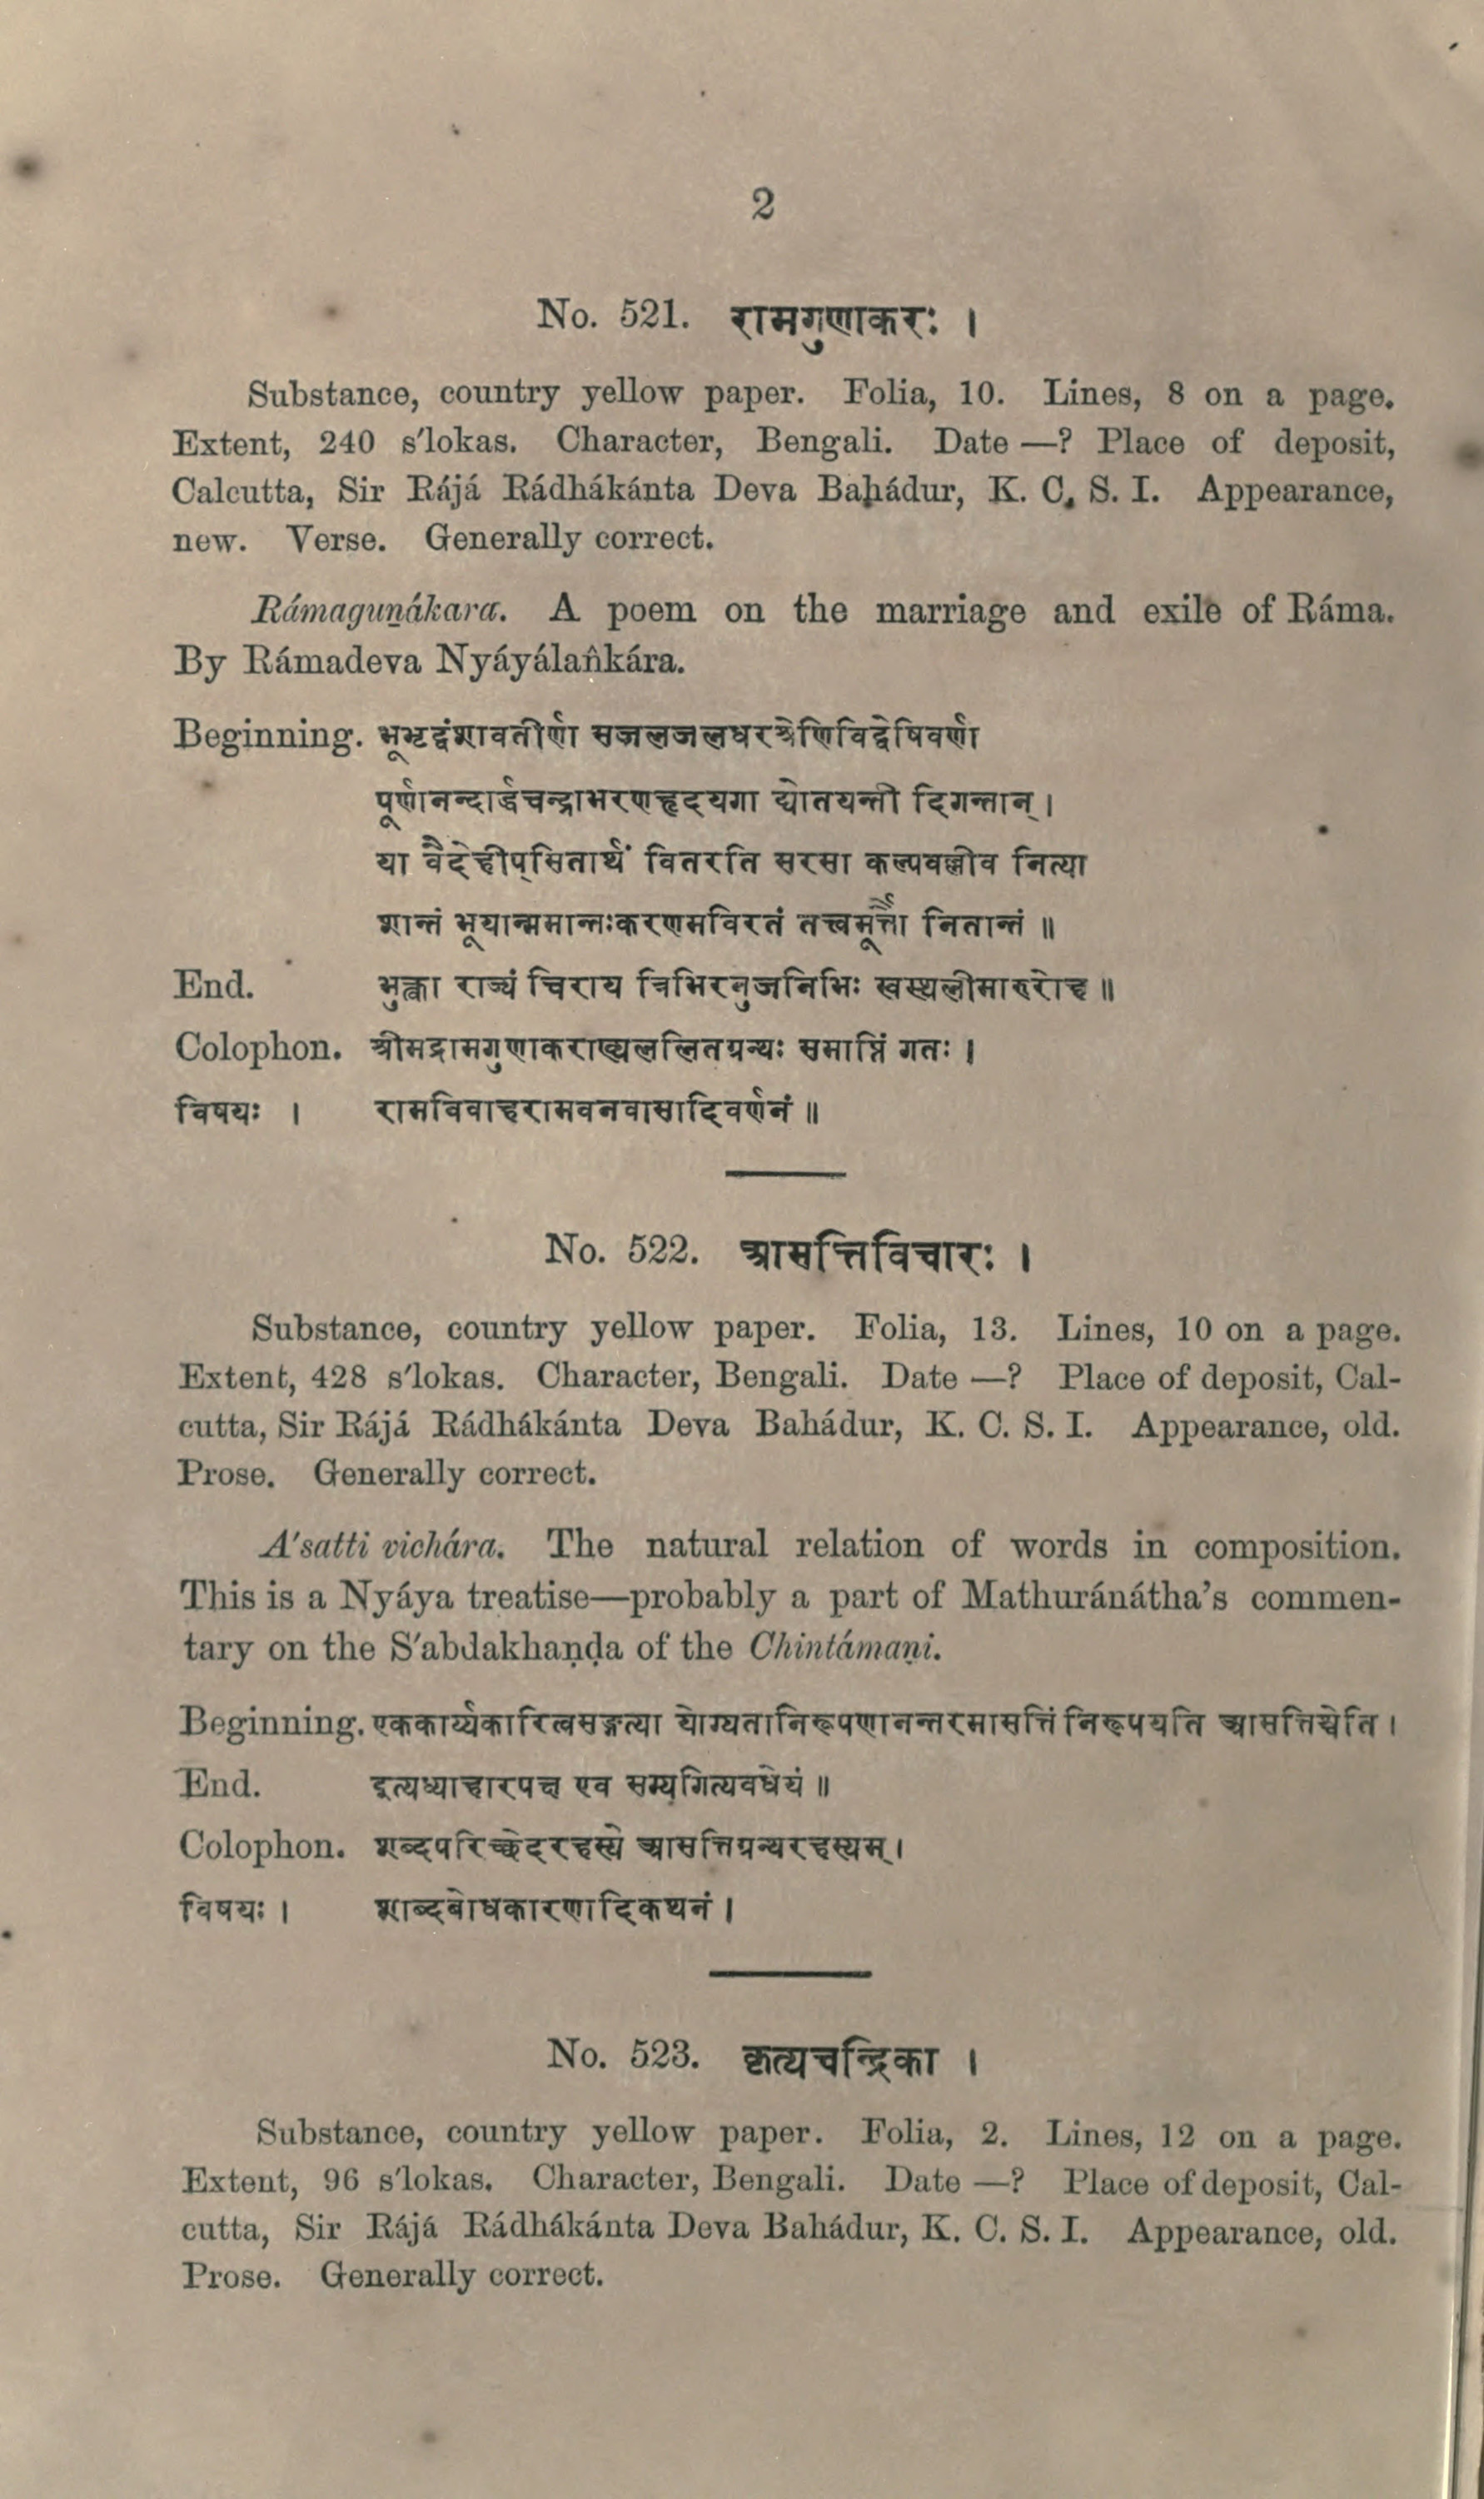 2
No. 521. रामगुणाकरः ।
Substance, country yellow paper. Folia, 10. Lines, 8 on a page.
Extent, 240 s'lokas. Character, Bengali. Date —? Place of deposit,
Calcutta, Sir Rájá Rádhákánta Deva Bahádur, K. C. S. I. Appearance,
new. Verse. Generally correct.
Rámaguṇákara. A poem on the marriage and exile of Ráma.
By Rámadeva Nyáyálañkára.
Beginning. भूभृद्वंशावतीर्णा सजलजलधरश्रेणिविद्वेषिवर्णा
पूर्णानन्दार्द्धचन्द्राभरणहृदयगा द्योतयन्ती दिगन्तान् ।
या वैदेहीप्सितार्थं वितरति सरसा कल्पवल्लीव नित्या
शान्तं भूयान्ममान्तःकरणमविरतं तत्त्वमूर्त्तौ नितान्तं ॥
End. भुक्त्वा राज्यं चिराय त्रिभिरनुजनिभिः खस्थलीमारुरोह ॥
Colophon. श्रीमद्रामगुणाकराख्यललितग्रन्थः समाप्तिं गतः ।
विषयः । रामविवाहरामवनवासादिवर्णनं ॥
No. 522. आसत्तिविचारः ।
Substance, country yellow paper. Folia, 13. Lines, 10 on a page.
Extent, 428 s'lokas. Character, Bengali. Date —? Place of deposit, Cal-
cutta, Sir Rájá Rádhákánta Deva Bahádur, K. C. S. I. Appearance, old.
Prose. Generally correct.
A'satti vichára. The natural relation of words in composition.
This is a Nyáya treatise—probably a part of Mathuránátha's commen-
tary on the S'abdakhaṇḍa of the Chintámaṇi.
Beginning. एककार्य्यकारित्वसङ्गत्या योग्यतानिरूपणानन्तरमासत्तिं निरूपयति आसत्तिश्चेति ।
End. इत्यध्याहारपक्ष एव सम्यगित्यवधेयं ॥
Colophon. शब्दपरिच्छेदरहस्ये आसत्तिग्रन्थरहस्यम् ।
विषयः । शाब्दबोधकारणादिकथनं ।
No. 523. कृत्यचन्द्रिका ।
Substance, country yellow paper. Folia, 2. Lines, 12 on a page.
Extent, 96 s'lokas. Character, Bengali. Date —? Place of deposit, Cal-
cutta, Sir Rájá Rádhákánta Deva Bahádur, K. C. S. I. Appearance, old.
Prose. Generally correct.